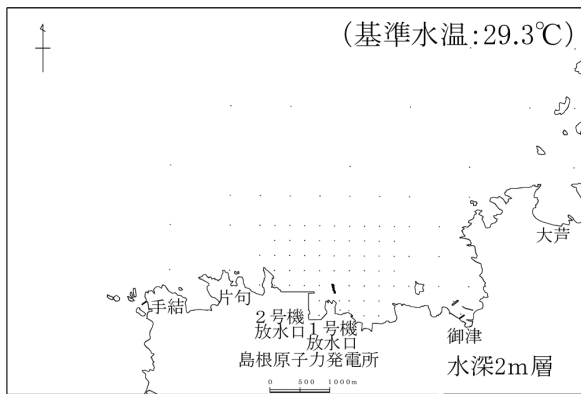 (基準水温:29.3℃)
大芦
手結
片句
2号機
放水口
1号機
放水口
御津
島根原子力発電所
水深2m層
0 500 1000m